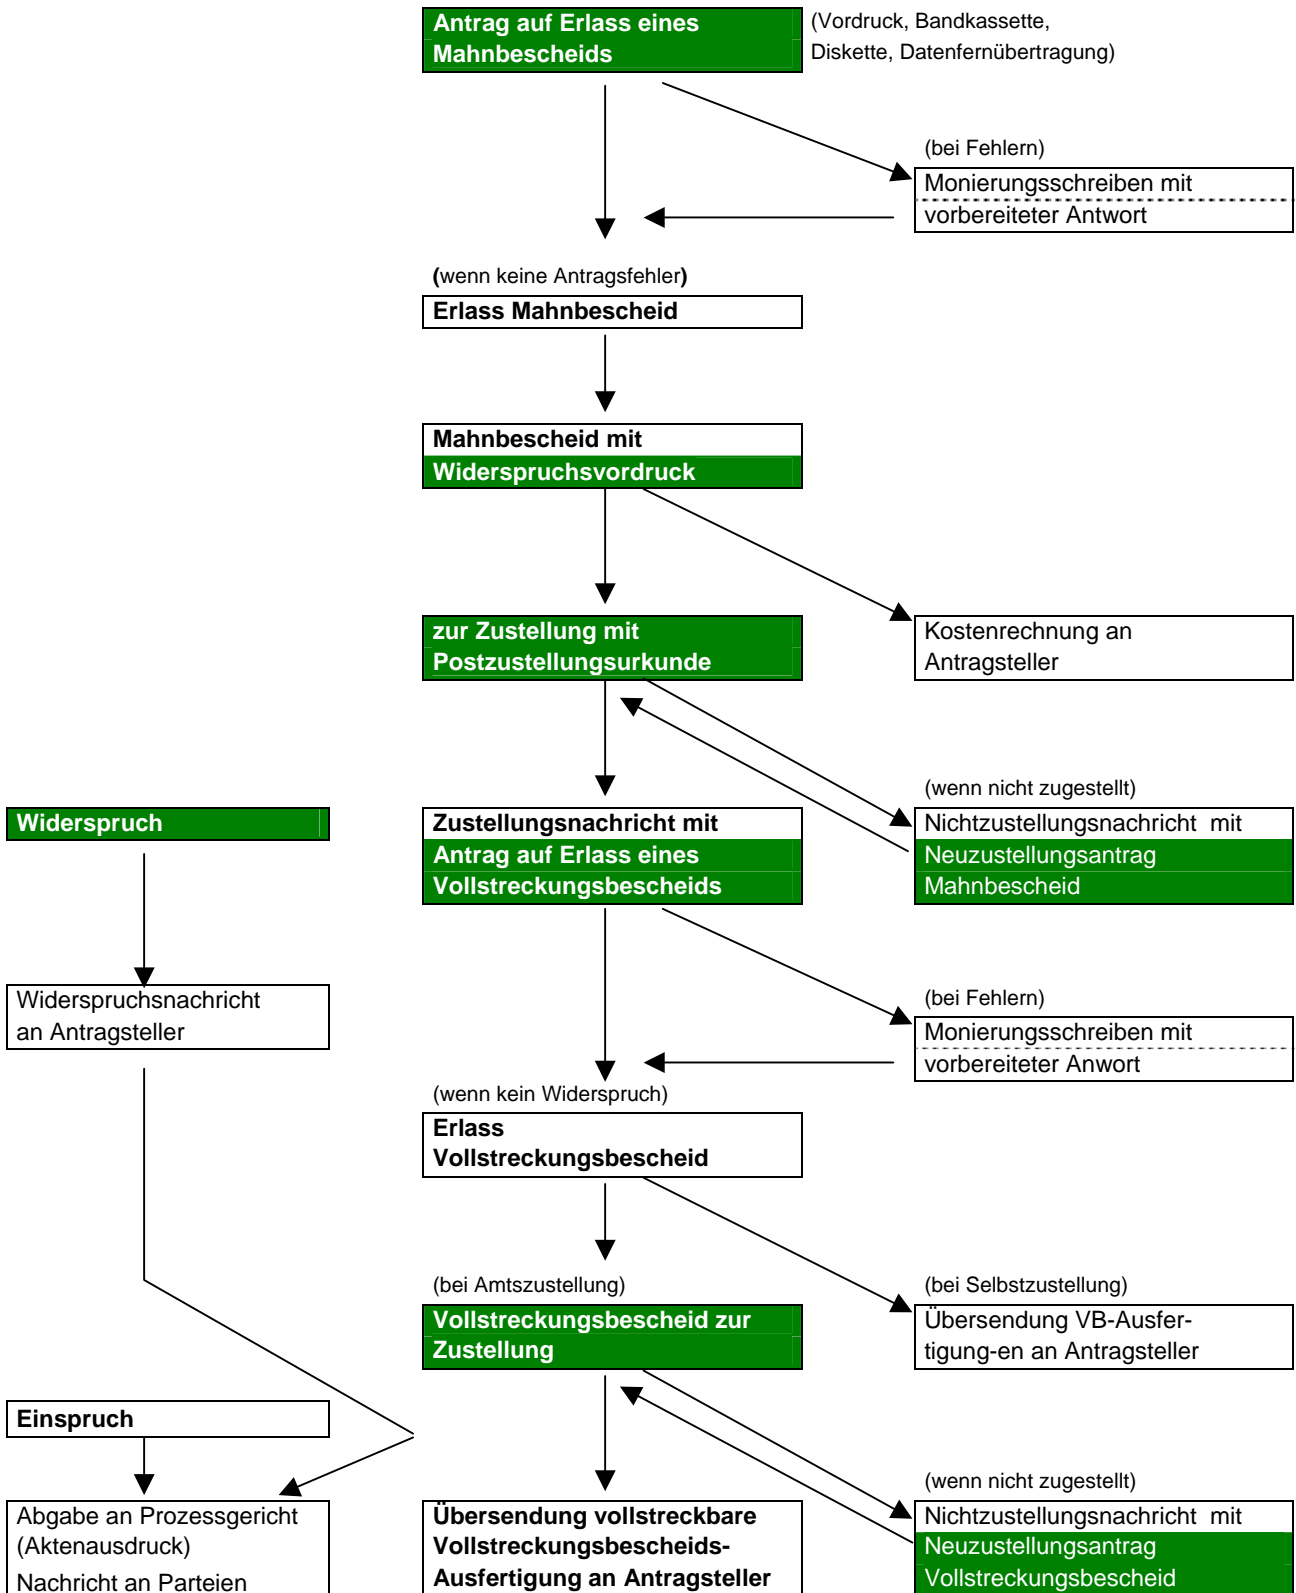 Antrag auf Erlass eines
Mahnbescheids
(Vordruck, Bandkassette,
Diskette, Datenfernübertragung)
(bei Fehlern)
Monierungsschreiben mit
vorbereiteter Antwort
(wenn keine Antragsfehler)
Erlass Mahnbescheid
Mahnbescheid mit
Widerspruchsvordruck
zur Zustellung mit
Postzustellungsurkunde
Kostenrechnung an
Antragsteller
(wenn nicht zugestellt)
Widerspruch
Zustellungsnachricht mit
Antrag auf Erlass eines
Vollstreckungsbescheids
Nichtzustellungsnachricht mit
Neuzustellungsantrag
Mahnbescheid
Widerspruchsnachricht
an Antragsteller
(bei Fehlern)
Monierungsschreiben mit
vorbereiteter Anwort
(wenn kein Widerspruch)
Erlass
Vollstreckungsbescheid
(bei Amtszustellung)
Vollstreckungsbescheid zur
Zustellung
(bei Selbstzustellung)
Übersendung VB-Ausfer-
tigung-en an Antragsteller
Einspruch
(wenn nicht zugestellt)
Abgabe an Prozessgericht
(Aktenausdruck)
Nachricht an Parteien
Übersendung vollstreckbare
Vollstreckungsbescheids-
Ausfertigung an Antragsteller
Nichtzustellungsnachricht mit
Neuzustellungsantrag
Vollstreckungsbescheid